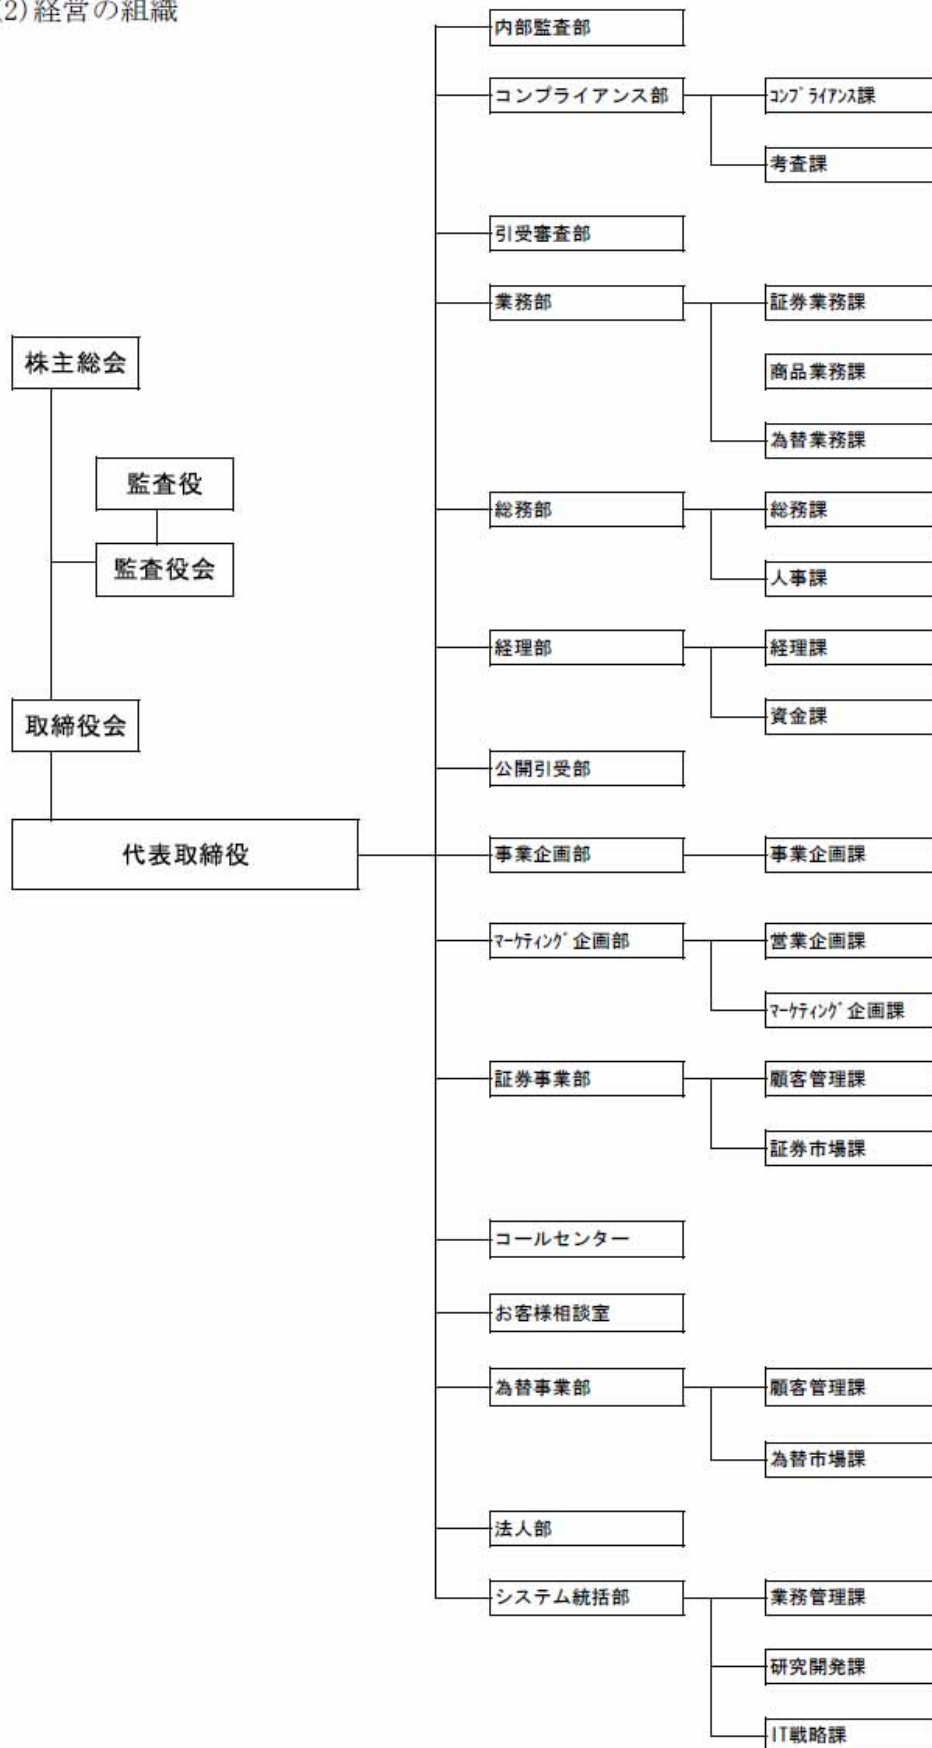 (2)経営の組織
内部監査部
コンプライアンス部
コンプライアンス課
考査課
引受審査部
業務部
証券業務課
株主総会
商品業務課
為替業務課
監査役
総務部
総務課
監査役会
人事課
経理部
経理課
取締役会
資金課
公開引受部
代表取締役
事業企画部
事業企画課
マーケティング企画部
営業企画課
マーケティング企画課
証券事業部
顧客管理課
証券市場課
コールセンター
お客様相談室
為替事業部
顧客管理課
為替市場課
法人部
システム統括部
業務管理課
研究開発課
IT戦略課